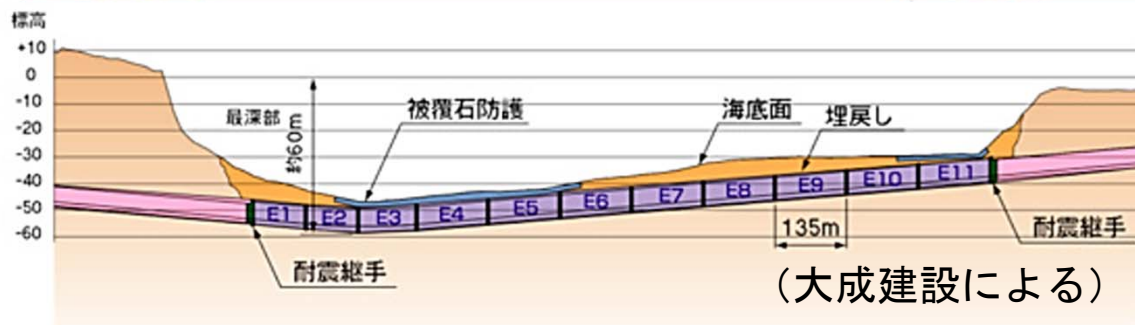 標高
+10
0
-10
-20
-30
-40
-50
-60
最深部
約60m
被覆石防護
海底面
埋戻し
E1
E2
E3
E4
E5
E6
E7
E8
E9
E10
E11
135m
耐震継手
耐震継手
（大成建設による）